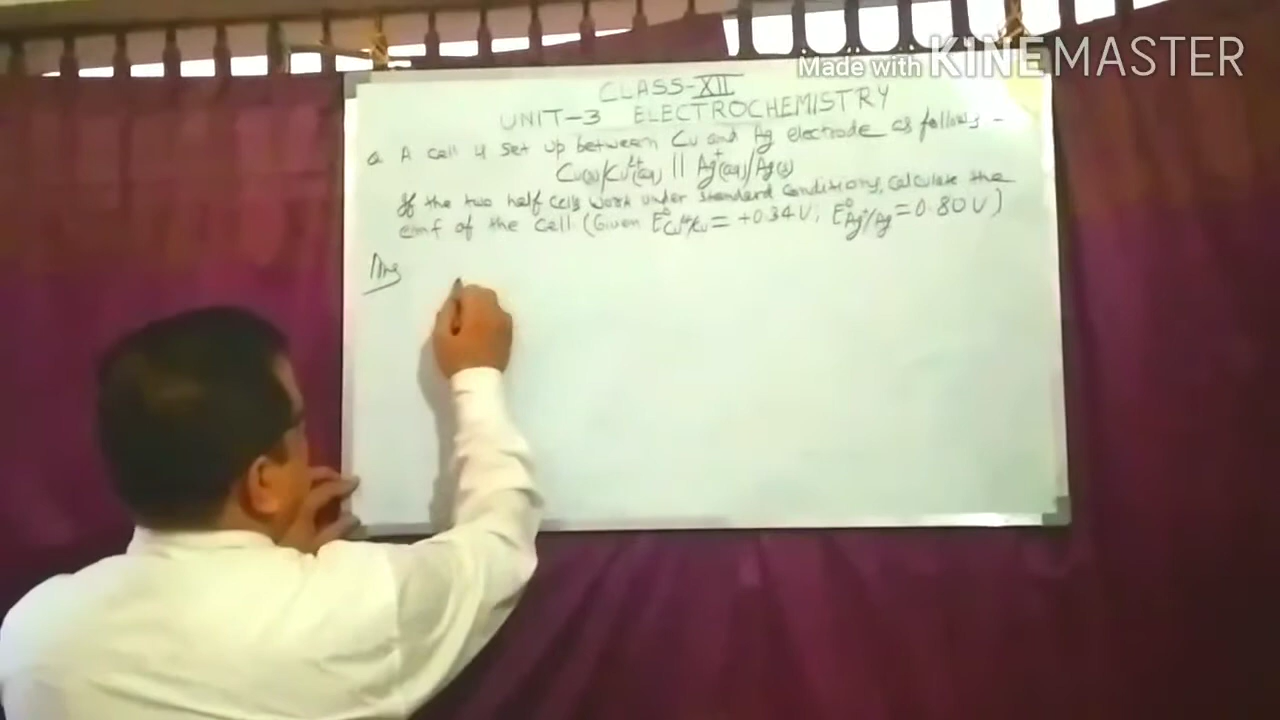 Made with KINEMASTER
CLASS-XII
UNIT-3 ELECTROCHEMISTRY
Q A cell is set up between Cu and Ag electrode as follows -
Cu(s)/Cu²⁺(aq) || Ag⁺(aq)/Ag(s)
If the two half cells work under standard conditions, calculate the
emf of the cell (Given E°Cu²⁺/Cu = +0.34V, E°Ag⁺/Ag = 0.80V)
Ans